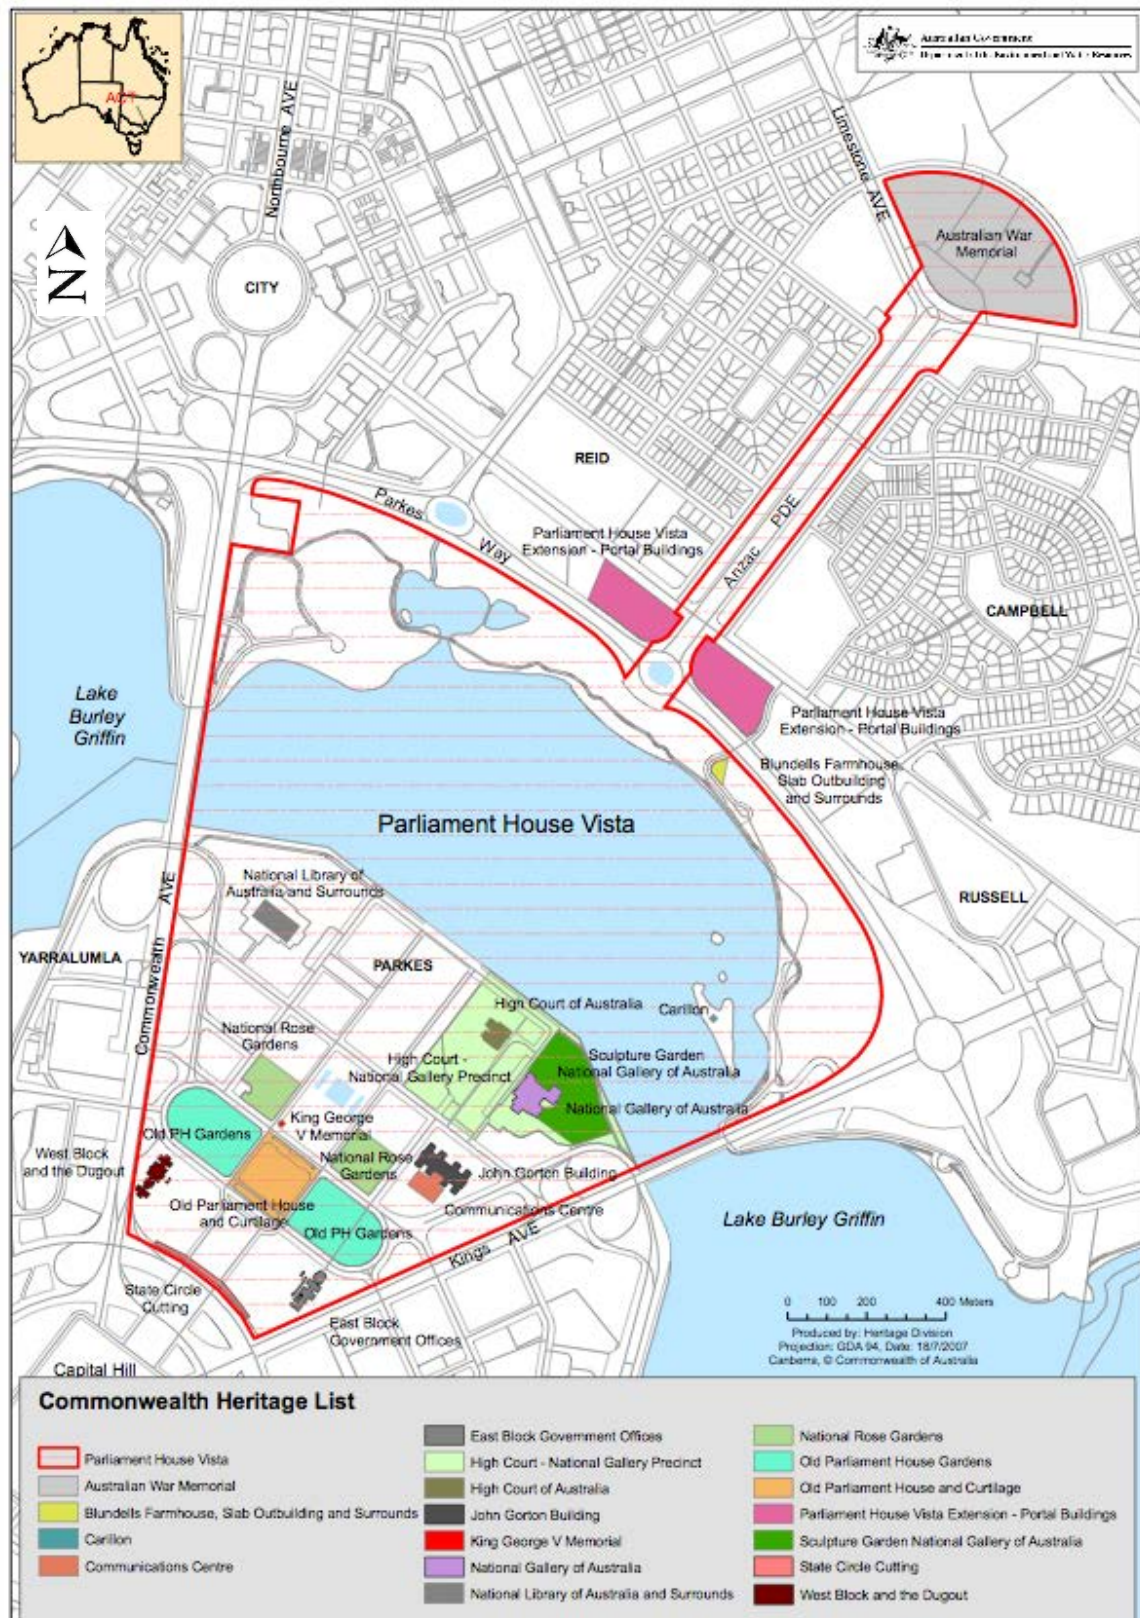 ACT
Australian Government
Department of the Environment and Water Resources
Northbourne AVE
Limestone AVE
N
CITY
Australian War
Memorial
REID
Parkes Way
Anzac PDE
Parliament House Vista
Extension - Portal Buildings
CAMPBELL
Lake
Burley
Griffin
Parliament House Vista
Extension - Portal Buildings
Blundells Farmhouse,
Slab Outbuilding
and Surrounds
Parliament House Vista
National Library of
Australia and Surrounds
Commonwealth AVE
RUSSELL
YARRALUMLA
PARKES
High Court of Australia
Carillon
National Rose
Gardens
High Court -
National Gallery Precinct
Sculpture Garden
National Gallery of Australia
National Gallery of Australia
King George
V Memorial
Old PH Gardens
West Block
and the Dugout
National Rose
Gardens
John Gorton Building
Old Parliament House
and Curtilage
Communications Centre
Old PH Gardens
Kings AVE
Lake Burley Griffin
State Circle
Cutting
East Block
Government Offices
0 100 200 400 Meters
Produced by: Heritage Division
Projection: GDA 94, Date: 18/7/2007
Canberra, © Commonwealth of Australia
Capital Hill
Commonwealth Heritage List
Parliament House Vista
Australian War Memorial
Blundells Farmhouse, Slab Outbuilding and Surrounds
Carillon
Communications Centre
East Block Government Offices
High Court - National Gallery Precinct
High Court of Australia
John Gorton Building
King George V Memorial
National Gallery of Australia
National Library of Australia and Surrounds
National Rose Gardens
Old Parliament House Gardens
Old Parliament House and Curtilage
Parliament House Vista Extension - Portal Buildings
Sculpture Garden National Gallery of Australia
State Circle Cutting
West Block and the Dugout